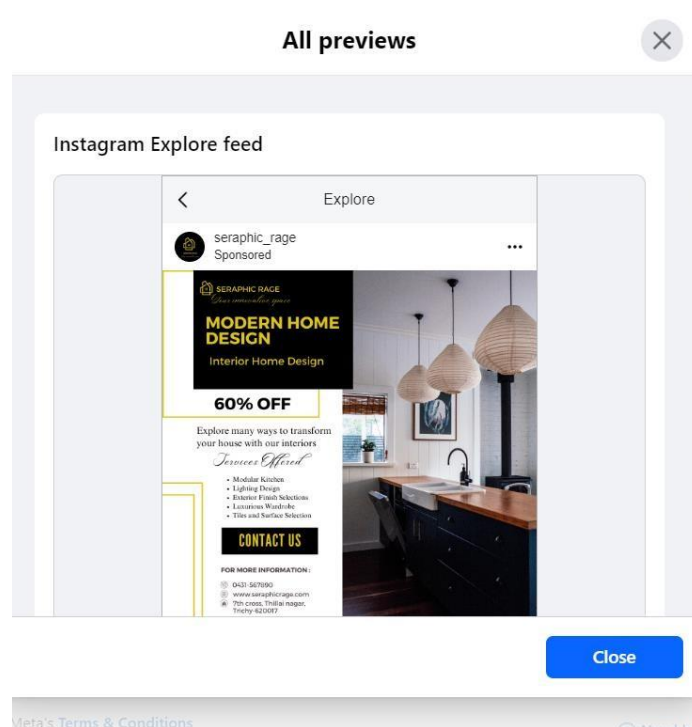 All previews
Instagram Explore feed
Explore
seraphic_rage
Sponsored
SERAPHIC RAGE
Your innovative space
MODERN HOME
DESIGN
Interior Home Design
60% OFF
Explore many ways to transform
your house with our interiors
Services Offered
• Modular Kitchen
• Lighting Design
• Exterior Finish Selections
• Luxurious Wardrobe
• Tiles and Surface Selection
CONTACT US
FOR MORE INFORMATION :
0431-567890
www.seraphicrage.com
7th cross, Thillai nagar,
Trichy-620017
Close
Meta's Terms & Conditions